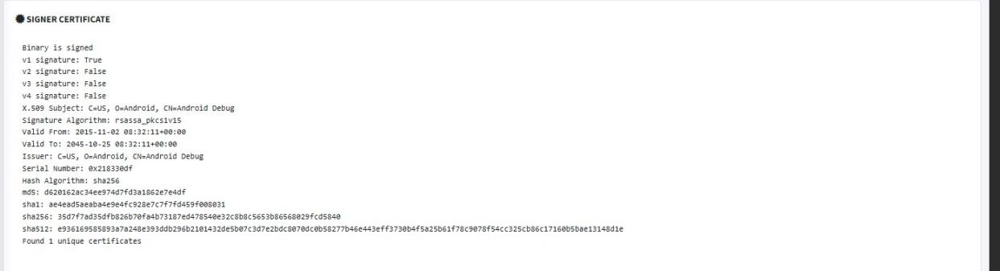 SIGNER CERTIFICATE
Binary is signed
v1 signature: True
v2 signature: False
v3 signature: False
v4 signature: False
X.509 Subject: C=US, O=Android, CN=Android Debug
Signature Algorithm: rsassa_pkcs1v15
Valid From: 2015-11-02 08:32:11+00:00
Valid To: 2045-10-25 08:32:11+00:00
Issuer: C=US, O=Android, CN=Android Debug
Serial Number: 0x218330df
Hash Algorithm: sha256
md5: d620162ac34ee974d7fd3a1862e7e4df
sha1: ae4ead5aeaba4e9e4fc928e7c7f7fd459f008031
sha256: 35d7f7ad35dfb826b70fa4b73187ed478540e32c8b8c5653b86568029fcd5840
sha512: e936169585893a7a248e393ddb296b2101432de5b07c3d7e2bdc8070dc0b58277b46e443eff3730b4f5a25b61f78c9078f54cc325cb86c17160b5bae13148d1e
Found 1 unique certificates